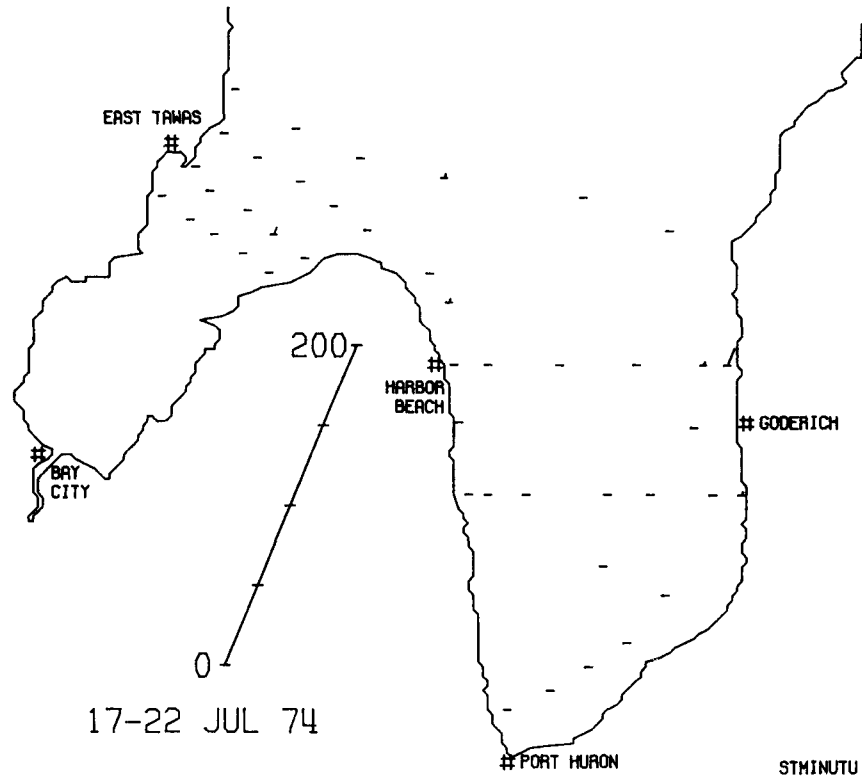 EAST TAWAS
200
HARBOR
BEACH
GODERICH
BAY
CITY
0
17-22 JUL 74
PORT HURON
STMINUTU